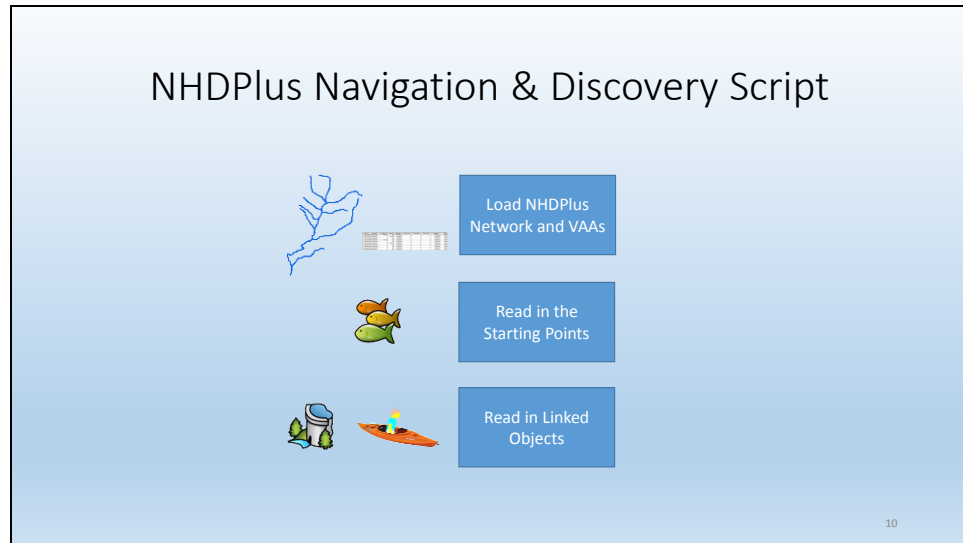 NHDPlus Navigation & Discovery Script
Load NHDPlus
Network and VAAs
Read in the
Starting Points
Read in Linked
Objects
10